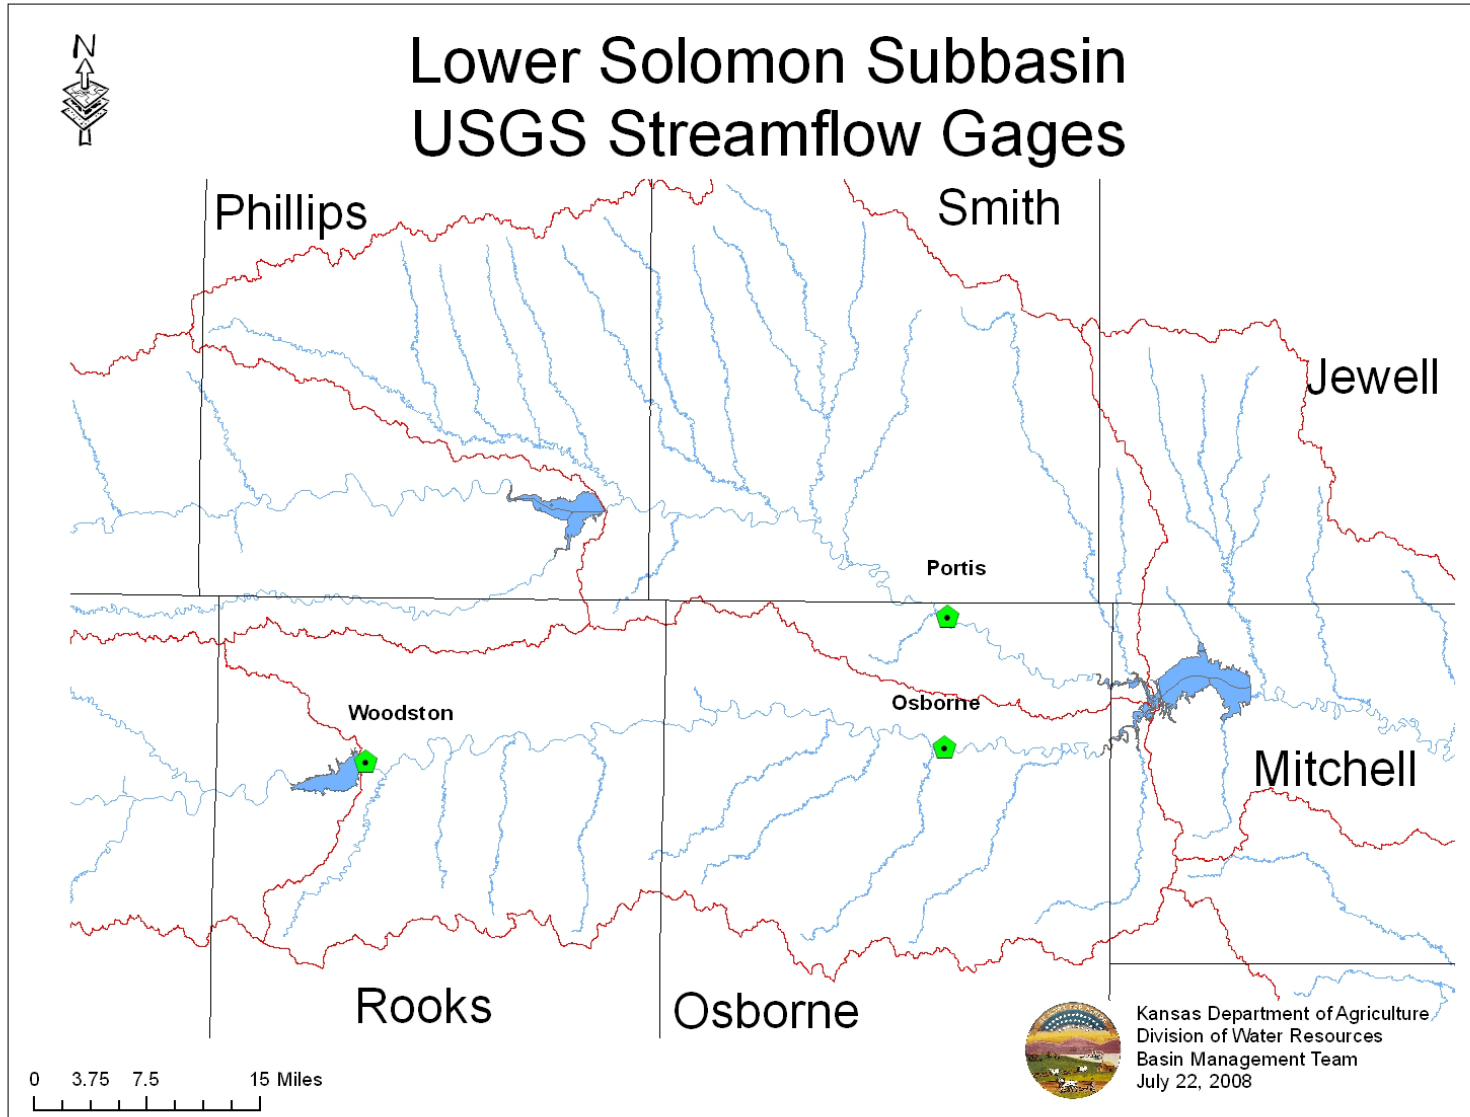 N
Lower Solomon Subbasin
USGS Streamflow Gages
Phillips
Smith
Jewell
Portis
Osborne
Woodston
Mitchell
Rooks
Osborne
Kansas Department of Agriculture
Division of Water Resources
Basin Management Team
July 22, 2008
0 3.75 7.5 15 Miles